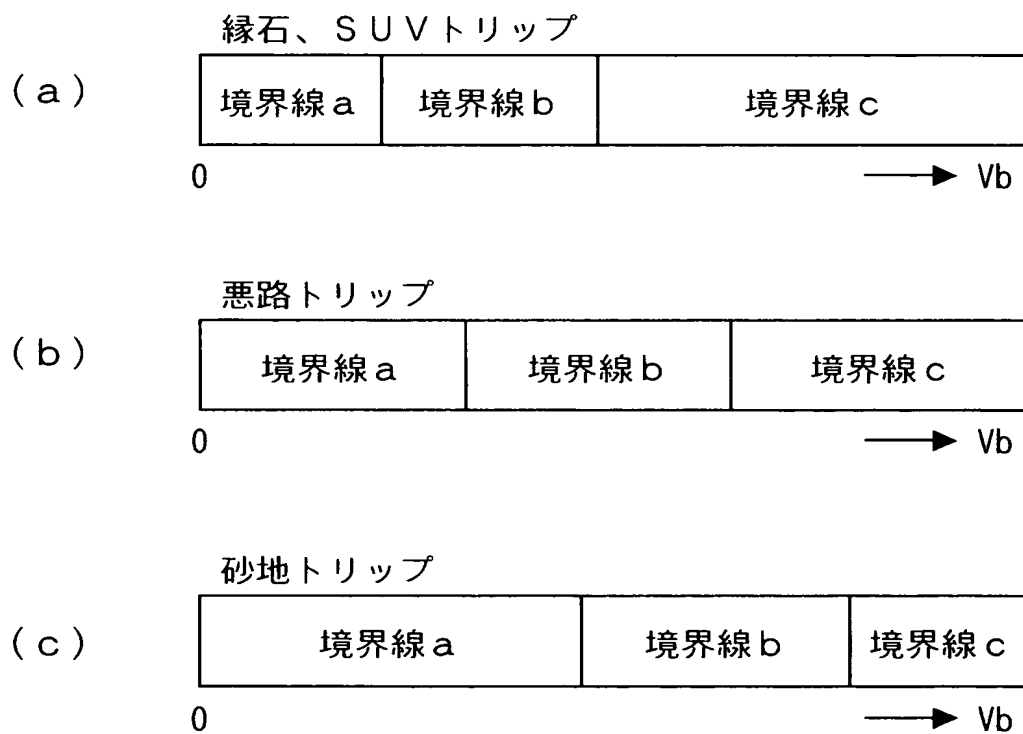 縁石、ＳＵＶトリップ
（ａ） 境界線ａ 境界線ｂ 境界線ｃ
0 Vb
悪路トリップ
（ｂ） 境界線ａ 境界線ｂ 境界線ｃ
0 Vb
砂地トリップ
（ｃ） 境界線ａ 境界線ｂ 境界線ｃ
0 Vb